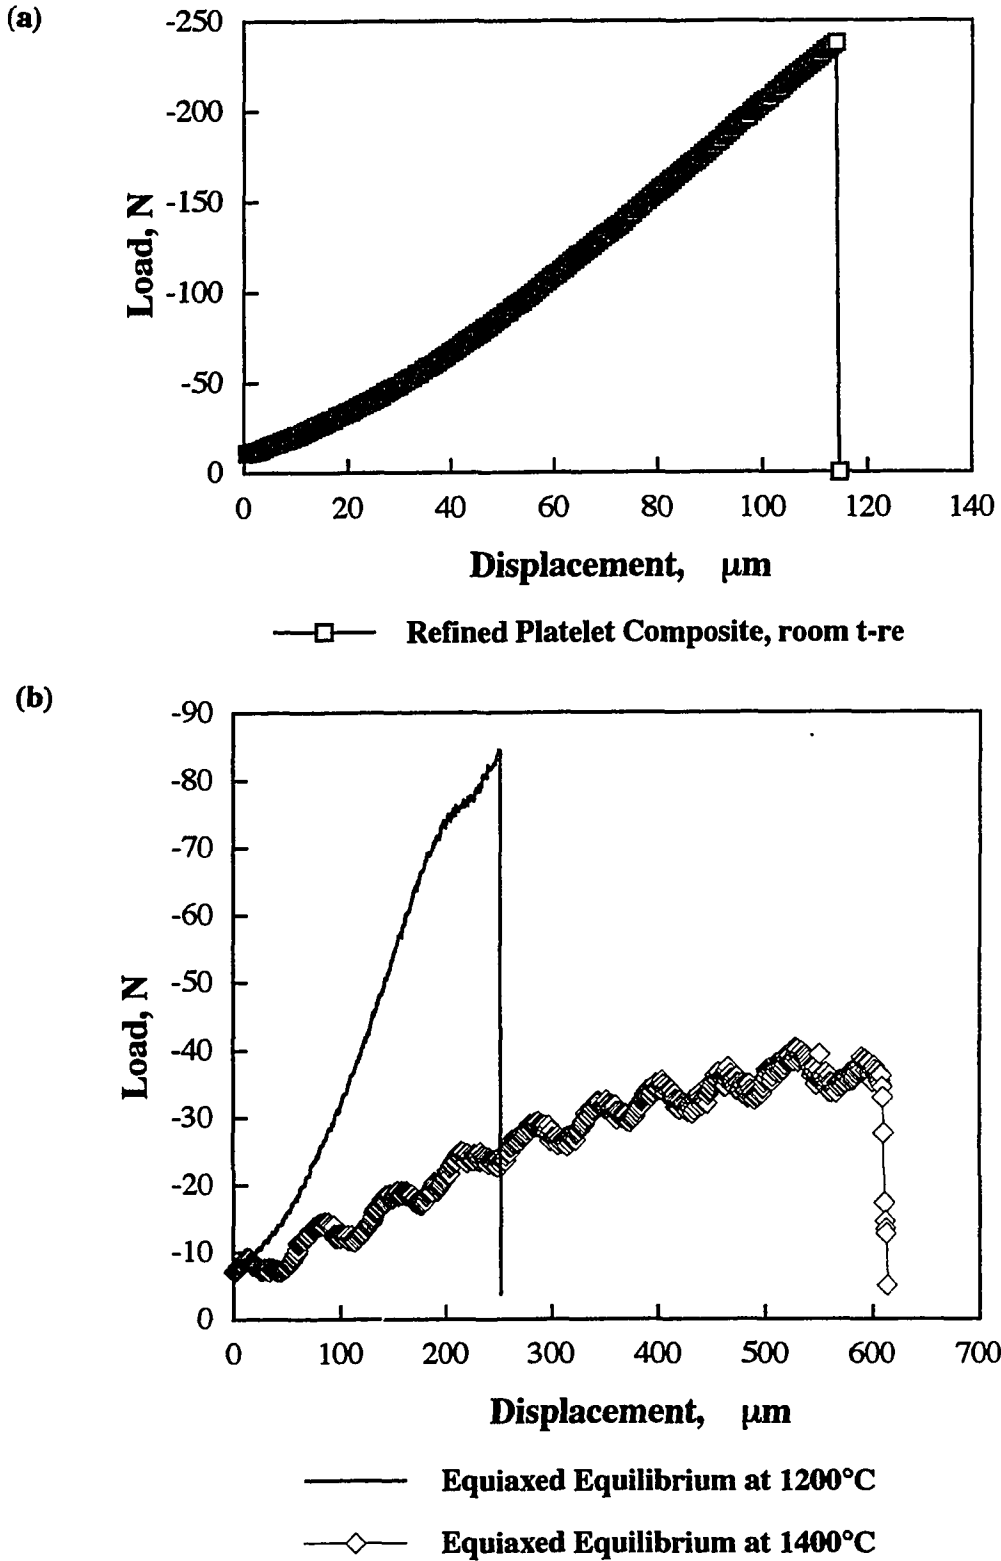 (a)
-250
-200
-150
-100
-50
0
Load, N
0 20 40 60 80 100 120 140
Displacement, μm
Refined Platelet Composite, room t-re
(b)
-90
-80
-70
-60
-50
-40
-30
-20
-10
0
Load, N
0 100 200 300 400 500 600 700
Displacement, μm
Equiaxed Equilibrium at 1200°C
Equiaxed Equilibrium at 1400°C